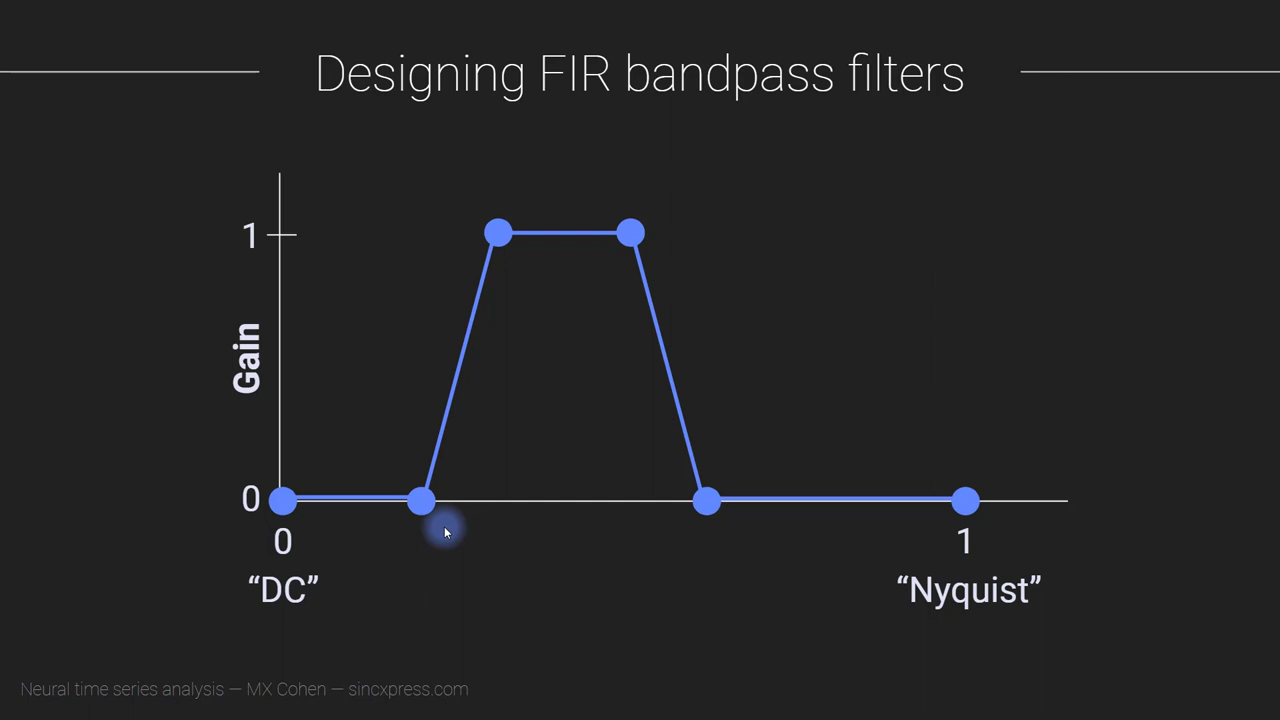 Designing FIR bandpass filters
1
Gain
0
0
1
“DC”
“Nyquist”
Neural time series analysis — MX Cohen — sincxpress.com